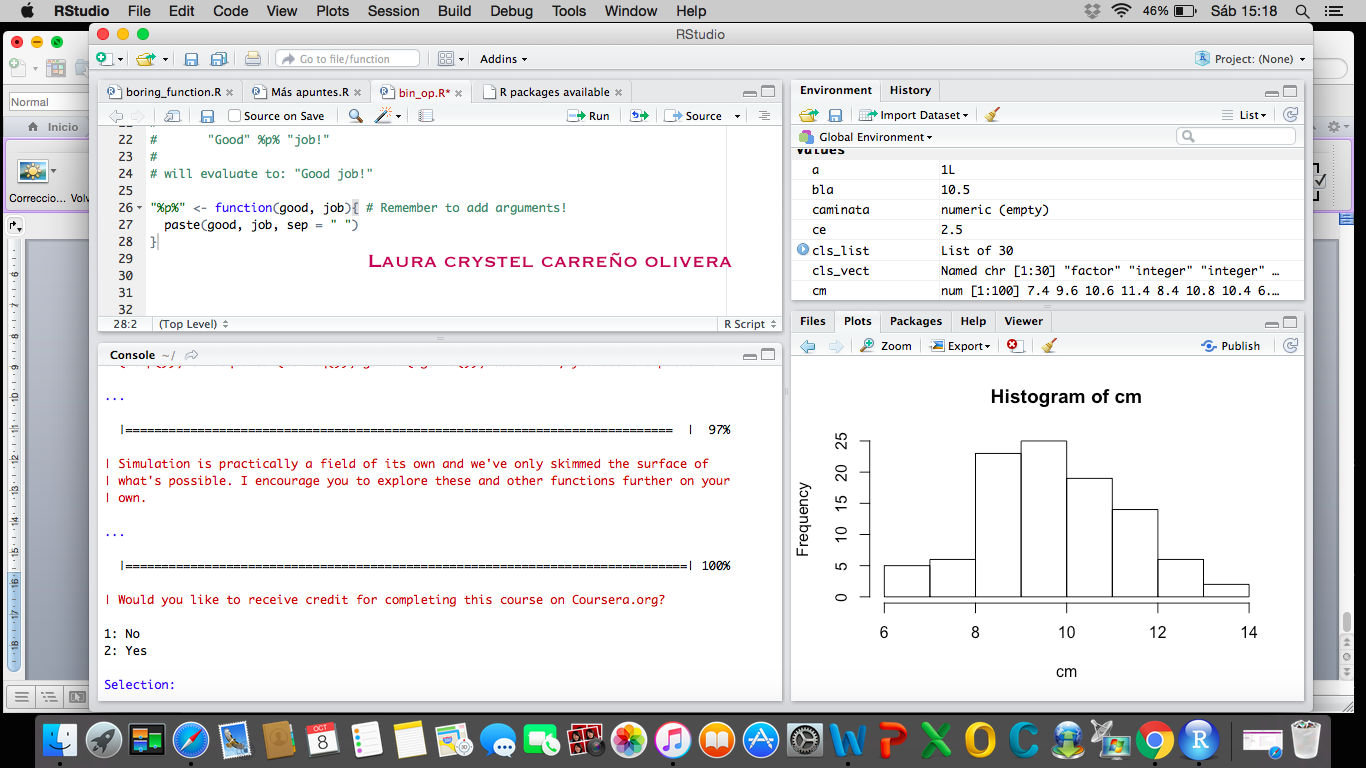 RStudio File Edit Code View Plots Session Build Debug Tools Window Help 46% Sáb 15:18
RStudio
Go to file/function Addins Project: (None)
Normal
Inicio
Correccio... Volv
boring_function.R Más apuntes.R bin_op.R* R packages available
Source on Save Run Source
22 # "Good" %p% "job!"
23 #
24 # will evaluate to: "Good job!"
25
26 "%p%" <- function(good, job){ # Remember to add arguments!
27 paste(good, job, sep = " ")
28 }
29
Laura crystel carreño olivera
30
31
32
28:2 (Top Level) R Script
Console ~/
...
|=========================================================================== | 97%
| Simulation is practically a field of its own and we've only skimmed the surface of
| what's possible. I encourage you to explore these and other functions further on your
| own.
...
|=============================================================================| 100%
| Would you like to receive credit for completing this course on Coursera.org?
1: No
2: Yes
Selection:
Environment History
Import Dataset List
Global Environment
Values
a 1L
bla 10.5
caminata numeric (empty)
ce 2.5
cls_list List of 30
cls_vect Named chr [1:30] "factor" "integer" "integer" …
cm num [1:100] 7.4 9.6 10.6 11.4 8.4 10.8 10.4 6.…
Files Plots Packages Help Viewer
Zoom Export Publish
Histogram of cm
Frequency
25
20
15
10
5
0
6 8 10 12 14
cm
OCT
8